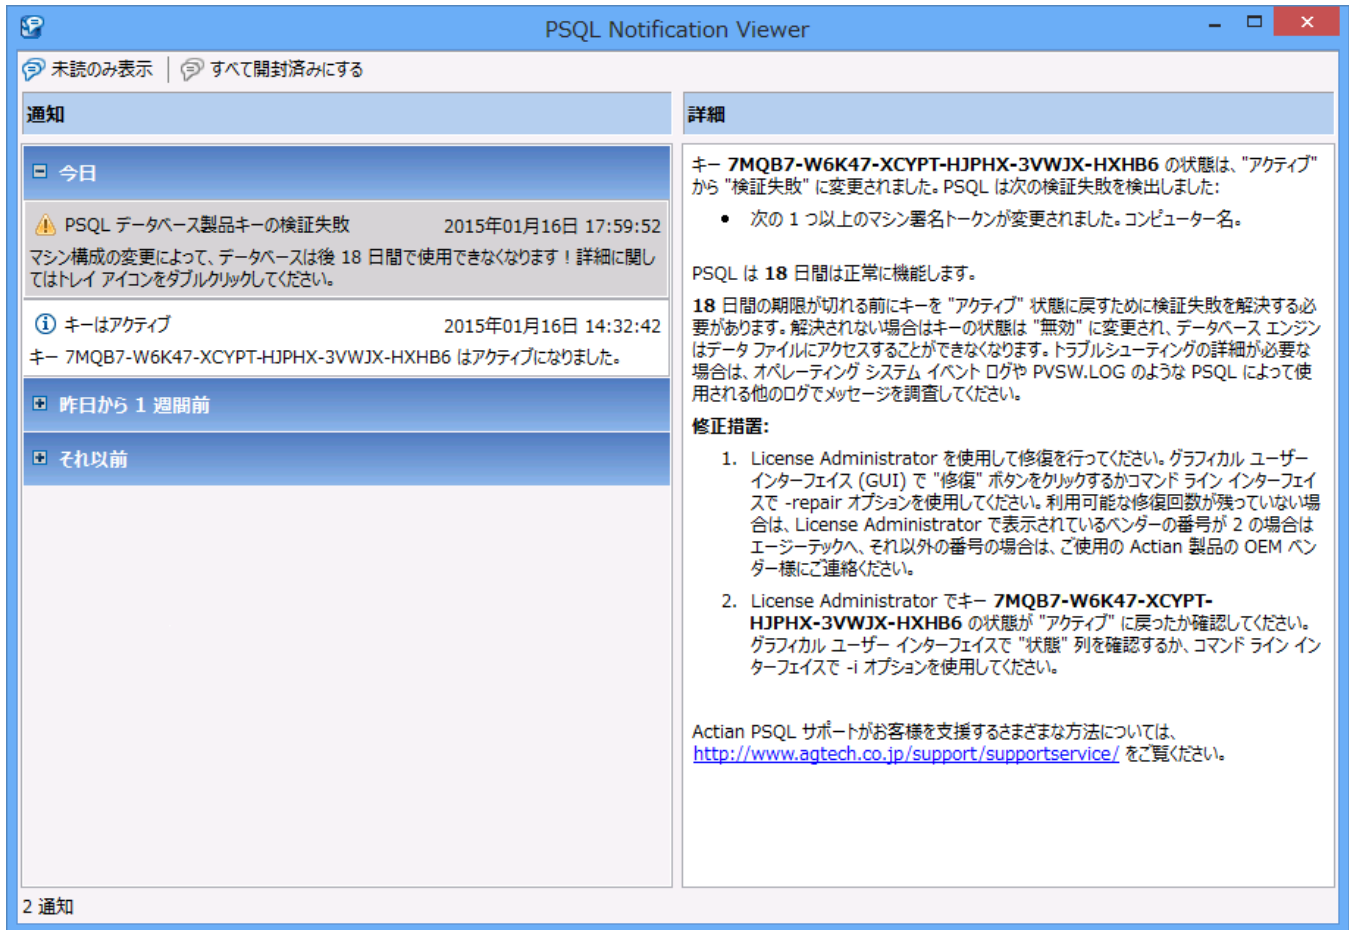 PSQL Notification Viewer
未読のみ表示 すべて開封済みにする
通知
今日
PSQL データベース製品キーの検証失敗 2015年01月16日 17:59:52
マシン構成の変更によって、データベースは後 18 日間で使用できなくなります！詳細に関し
てはトレイ アイコンをダブルクリックしてください。
キーはアクティブ 2015年01月16日 14:32:42
キー 7MQB7-W6K47-XCYPT-HJPHX-3VWJX-HXHB6 はアクティブになりました。
昨日から 1 週間前
それ以前
詳細
キー 7MQB7-W6K47-XCYPT-HJPHX-3VWJX-HXHB6 の状態は、"アクティブ"
から "検証失敗" に変更されました。PSQL は次の検証失敗を検出しました:
• 次の 1 つ以上のマシン署名トークンが変更されました。コンピューター名。
PSQL は 18 日間は正常に機能します。
18 日間の期限が切れる前にキーを "アクティブ" 状態に戻すために検証失敗を解決する必
要があります。解決されない場合はキーの状態は "無効" に変更され、データベース エンジン
はデータ ファイルにアクセスすることができなくなります。トラブルシューティングの詳細が必要な
場合は、オペレーティング システム イベント ログや PVSW.LOG のような PSQL によって使
用される他のログでメッセージを調査してください。
修正措置:
1. License Administrator を使用して修復を行ってください。グラフィカル ユーザー
インターフェイス (GUI) で "修復" ボタンをクリックするかコマンド ライン インターフェイ
スで -repair オプションを使用してください。利用可能な修復回数が残っていない場
合は、License Administrator で表示されているベンダーの番号が 2 の場合は
エージーテックへ、それ以外の番号の場合は、ご使用の Actian 製品の OEM ベン
ダー様にご連絡ください。
2. License Administrator でキー 7MQB7-W6K47-XCYPT-
HJPHX-3VWJX-HXHB6 の状態が "アクティブ" に戻ったか確認してください。
グラフィカル ユーザー インターフェイスで "状態" 列を確認するか、コマンド ライン イン
ターフェイスで -i オプションを使用してください。
Actian PSQL サポートがお客様を支援するさまざまな方法については、
http://www.agtech.co.jp/support/supportservice/ をご覧ください。
2 通知